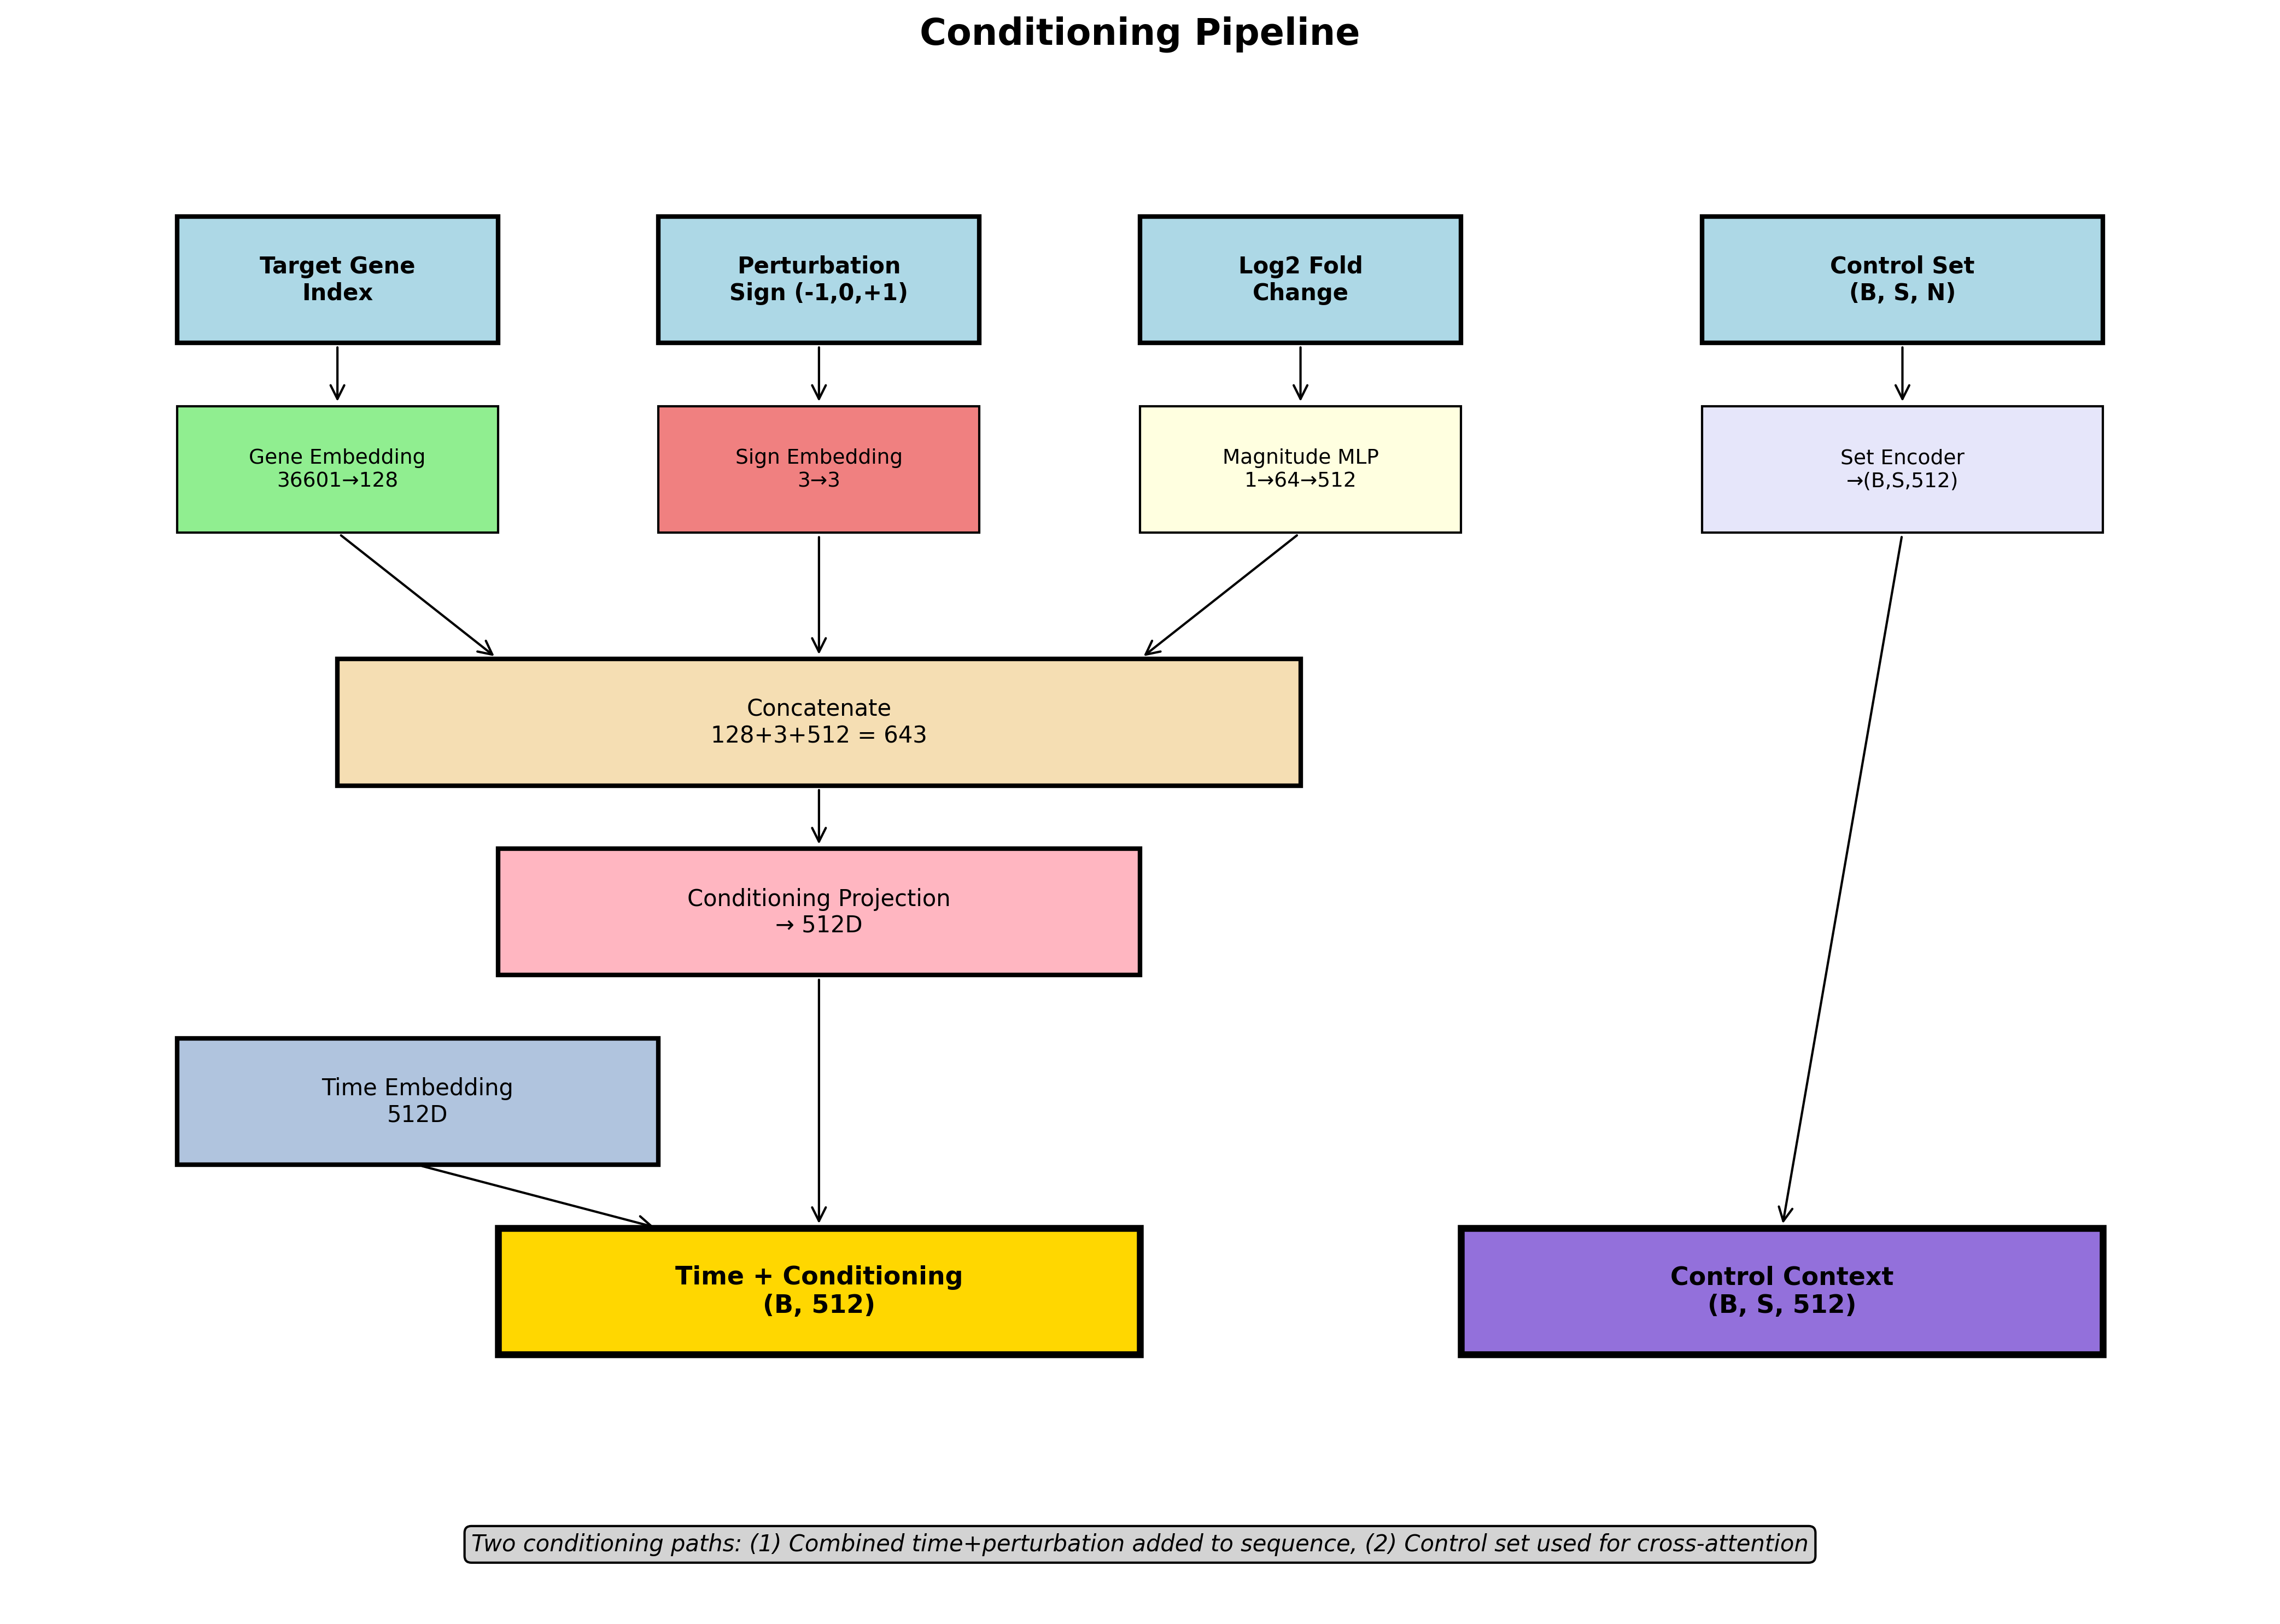 Conditioning Pipeline
Target Gene
Index
Perturbation
Sign (-1,0,+1)
Log2 Fold
Change
Control Set
(B, S, N)
Gene Embedding
36601→128
Sign Embedding
3→3
Magnitude MLP
1→64→512
Set Encoder
→(B,S,512)
Concatenate
128+3+512 = 643
Conditioning Projection
→ 512D
Time Embedding
512D
Time + Conditioning
(B, 512)
Control Context
(B, S, 512)
Two conditioning paths: (1) Combined time+perturbation added to sequence, (2) Control set used for cross-attention